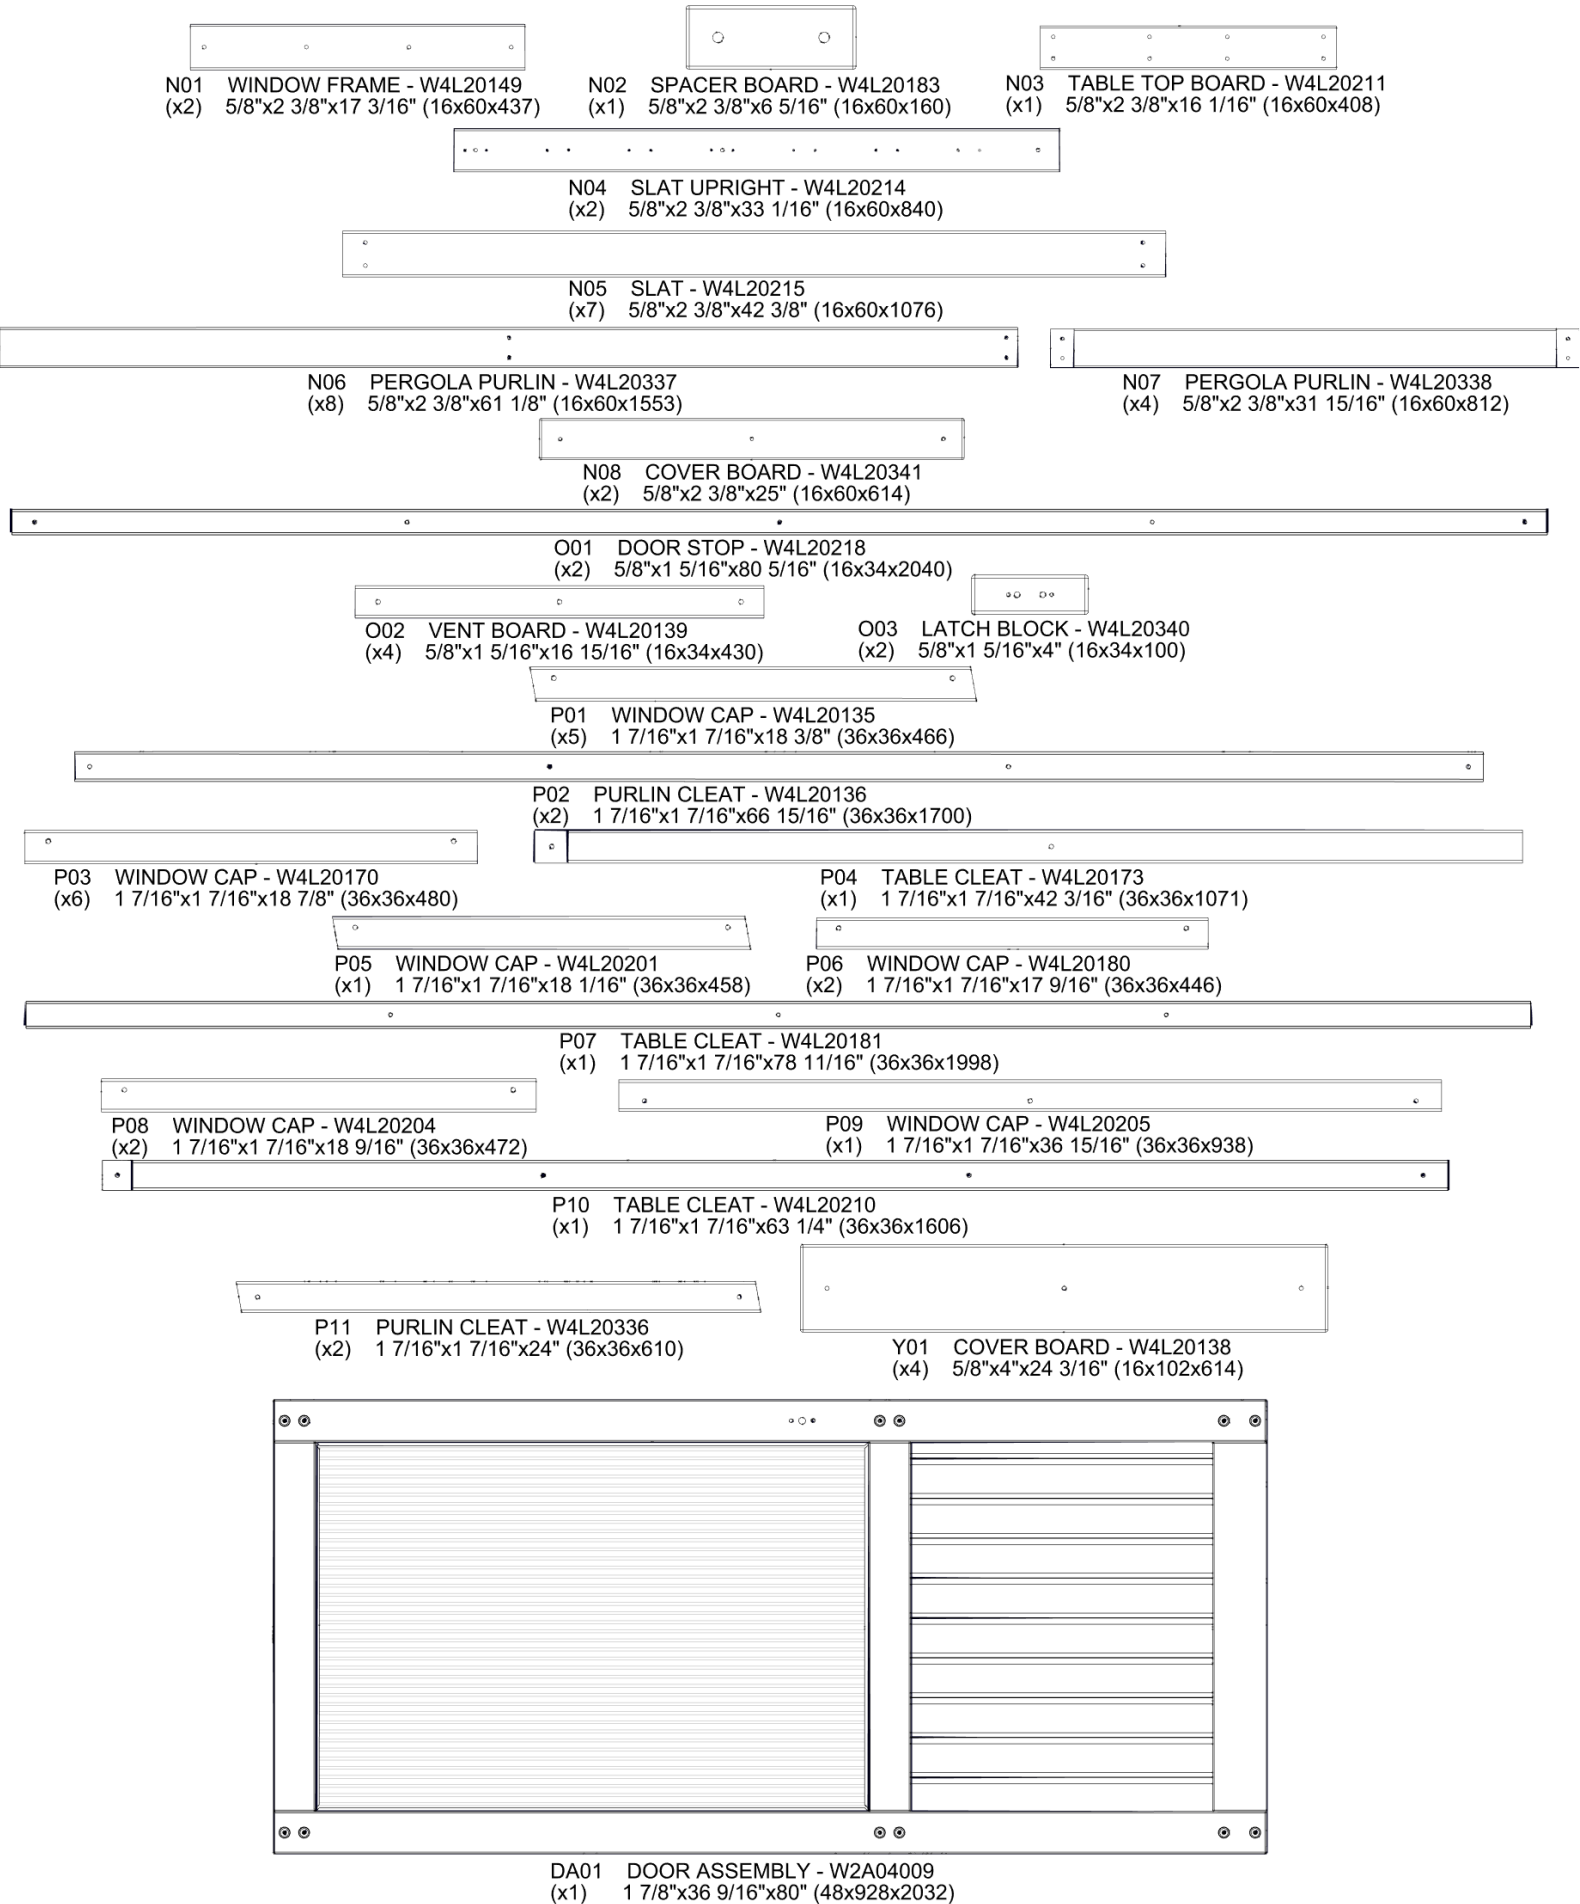 N01 WINDOW FRAME - W4L20149
(x2) 5/8"x2 3/8"x17 3/16" (16x60x437)
N02 SPACER BOARD - W4L20183
(x1) 5/8"x2 3/8"x6 5/16" (16x60x160)
N03 TABLE TOP BOARD - W4L20211
(x1) 5/8"x2 3/8"x16 1/16" (16x60x408)
N04 SLAT UPRIGHT - W4L20214
(x2) 5/8"x2 3/8"x33 1/16" (16x60x840)
N05 SLAT - W4L20215
(x7) 5/8"x2 3/8"x42 3/8" (16x60x1076)
N06 PERGOLA PURLIN - W4L20337
(x8) 5/8"x2 3/8"x61 1/8" (16x60x1553)
N07 PERGOLA PURLIN - W4L20338
(x4) 5/8"x2 3/8"x31 15/16" (16x60x812)
N08 COVER BOARD - W4L20341
(x2) 5/8"x2 3/8"x25" (16x60x614)
O01 DOOR STOP - W4L20218
(x2) 5/8"x1 5/16"x80 5/16" (16x34x2040)
O02 VENT BOARD - W4L20139
(x4) 5/8"x1 5/16"x16 15/16" (16x34x430)
O03 LATCH BLOCK - W4L20340
(x2) 5/8"x1 5/16"x4" (16x34x100)
P01 WINDOW CAP - W4L20135
(x5) 1 7/16"x1 7/16"x18 3/8" (36x36x466)
P02 PURLIN CLEAT - W4L20136
(x2) 1 7/16"x1 7/16"x66 15/16" (36x36x1700)
P03 WINDOW CAP - W4L20170
(x6) 1 7/16"x1 7/16"x18 7/8" (36x36x480)
P04 TABLE CLEAT - W4L20173
(x1) 1 7/16"x1 7/16"x42 3/16" (36x36x1071)
P05 WINDOW CAP - W4L20201
(x1) 1 7/16"x1 7/16"x18 1/16" (36x36x458)
P06 WINDOW CAP - W4L20180
(x2) 1 7/16"x1 7/16"x17 9/16" (36x36x446)
P07 TABLE CLEAT - W4L20181
(x1) 1 7/16"x1 7/16"x78 11/16" (36x36x1998)
P08 WINDOW CAP - W4L20204
(x2) 1 7/16"x1 7/16"x18 9/16" (36x36x472)
P09 WINDOW CAP - W4L20205
(x1) 1 7/16"x1 7/16"x36 15/16" (36x36x938)
P10 TABLE CLEAT - W4L20210
(x1) 1 7/16"x1 7/16"x63 1/4" (36x36x1606)
P11 PURLIN CLEAT - W4L20336
(x2) 1 7/16"x1 7/16"x24" (36x36x610)
Y01 COVER BOARD - W4L20138
(x4) 5/8"x4"x24 3/16" (16x102x614)
DA01 DOOR ASSEMBLY - W2A04009
(x1) 1 7/8"x36 9/16"x80" (48x928x2032)